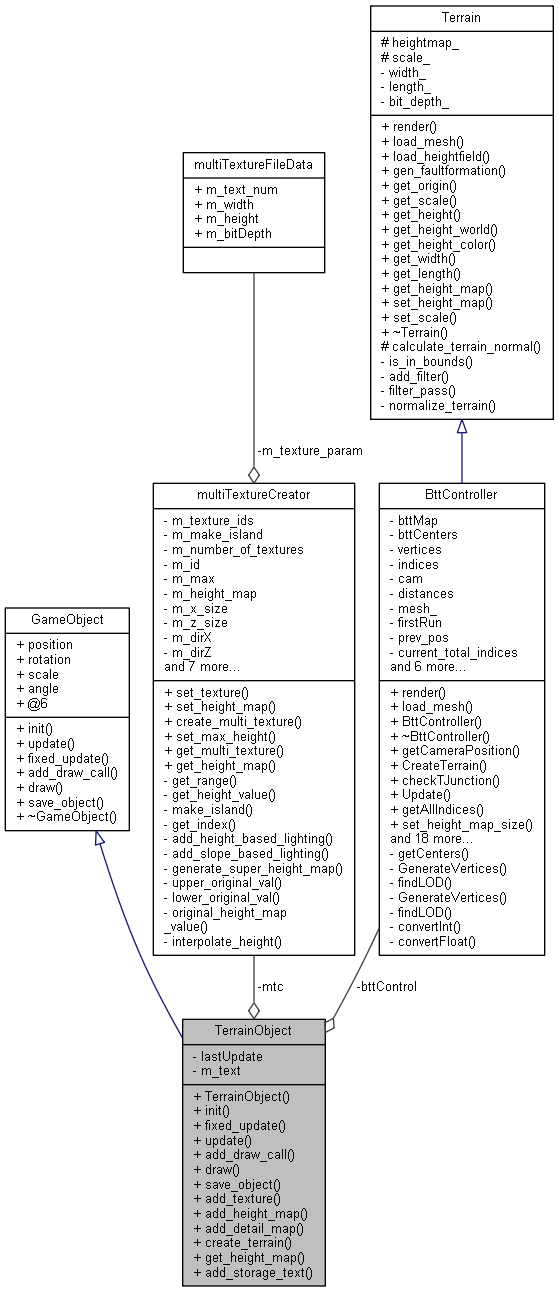 Terrain
# heightmap_
# scale_
- width_
- length_
- bit_depth_
+ render()
+ load_mesh()
+ load_heightfield()
+ gen_faultformation()
+ get_origin()
+ get_scale()
+ get_height()
+ get_height_world()
+ get_height_color()
+ get_width()
+ get_length()
+ get_height_map()
+ set_height_map()
+ set_scale()
+ ~Terrain()
# calculate_terrain_normal()
- is_in_bounds()
- add_filter()
- filter_pass()
- normalize_terrain()
multiTextureFileData
+ m_text_num
+ m_width
+ m_height
+ m_bitDepth
-m_texture_param
multiTextureCreator
- m_texture_ids
- m_make_island
- m_number_of_textures
- m_id
- m_max
- m_height_map
- m_x_size
- m_z_size
- m_dirX
- m_dirZ
and 7 more...
+ set_texture()
+ set_height_map()
+ create_multi_texture()
+ set_max_height()
+ get_multi_texture()
+ get_height_map()
- get_range()
- get_height_value()
- make_island()
- get_index()
- add_height_based_lighting()
- add_slope_based_lighting()
- generate_super_height_map()
- upper_original_val()
- lower_original_val()
- original_height_map
_value()
- interpolate_height()
BttController
- bttMap
- bttCenters
- vertices
- indices
- cam
- distances
- mesh_
- firstRun
- prev_pos
- current_total_indices
and 6 more...
+ render()
+ load_mesh()
+ BttController()
+ ~BttController()
+ getCameraPosition()
+ CreateTerrain()
+ checkTJunction()
+ Update()
+ getAllIndices()
+ set_height_map_size()
and 18 more...
- getCenters()
- GenerateVertices()
- findLOD()
- GenerateVertices()
- findLOD()
- convertInt()
- convertFloat()
GameObject
+ position
+ rotation
+ scale
+ angle
+ @6
+ init()
+ update()
+ fixed_update()
+ add_draw_call()
+ draw()
+ save_object()
+ ~GameObject()
-mtc
-bttControl
TerrainObject
- lastUpdate
- m_text
+ TerrainObject()
+ init()
+ fixed_update()
+ update()
+ add_draw_call()
+ draw()
+ save_object()
+ add_texture()
+ add_height_map()
+ add_detail_map()
+ create_terrain()
+ get_height_map()
+ add_storage_text()